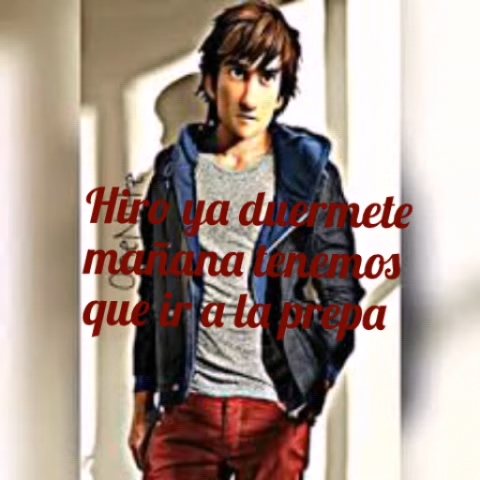 Hiro ya duermete
mañana tenemos
que ir a la prepa